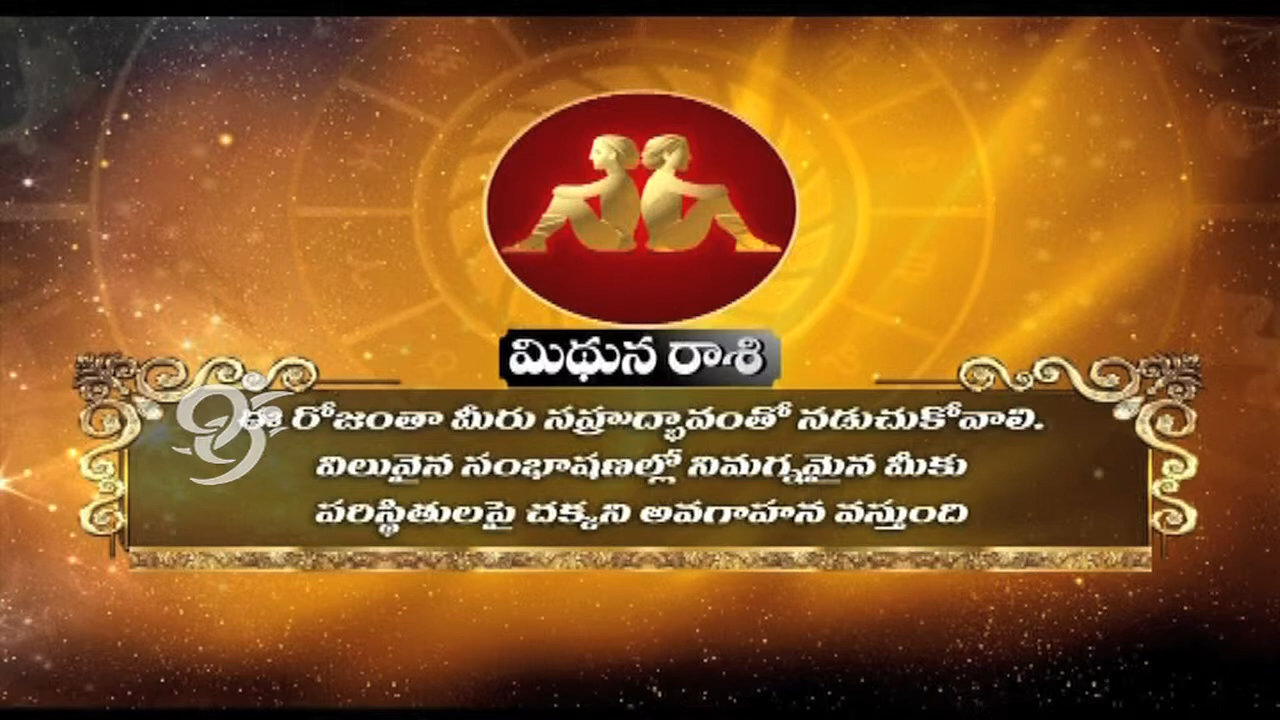 మిథున రాశి
ఈ రోజంతా మీరు సహ్రుద్భావంతో నడుచుకోవాలి.
విలువైన సంభాషణల్లో నిమగ్నమైన మీకు
పరిస్థితులపై చక్కని అవగాహన వస్తుంది